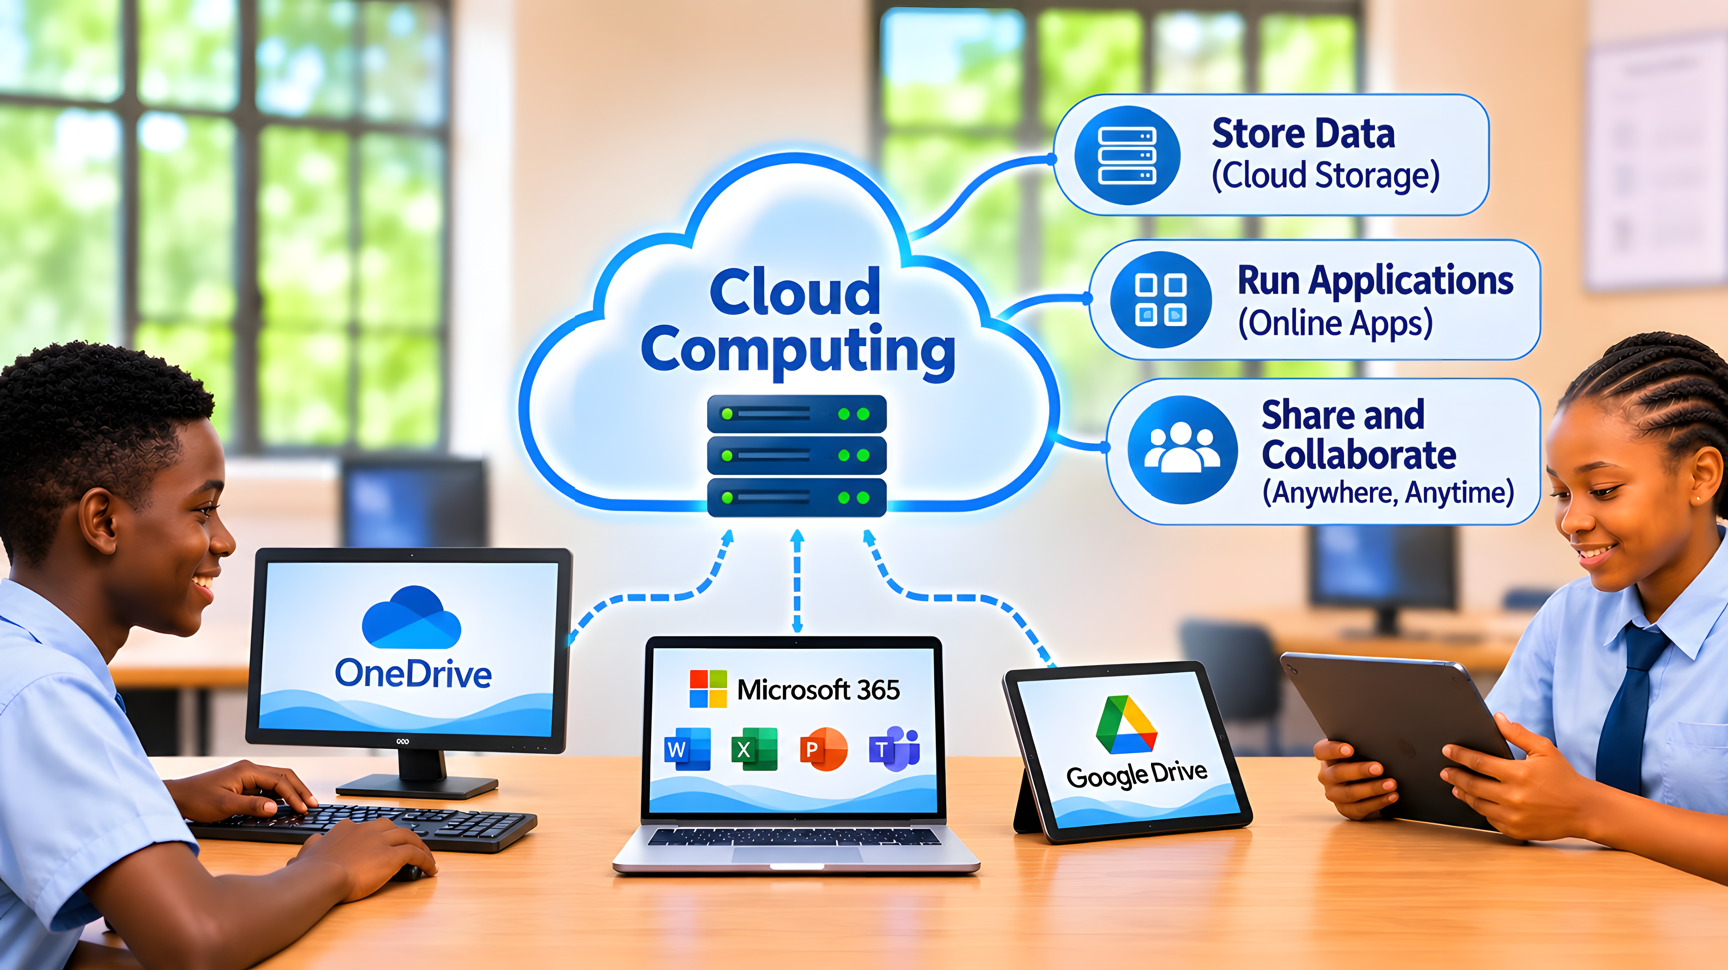 Cloud
Computing
Store Data
(Cloud Storage)
Run Applications
(Online Apps)
Share and
Collaborate
(Anywhere, Anytime)
OneDrive
Microsoft 365
W
X
P
T
Google Drive